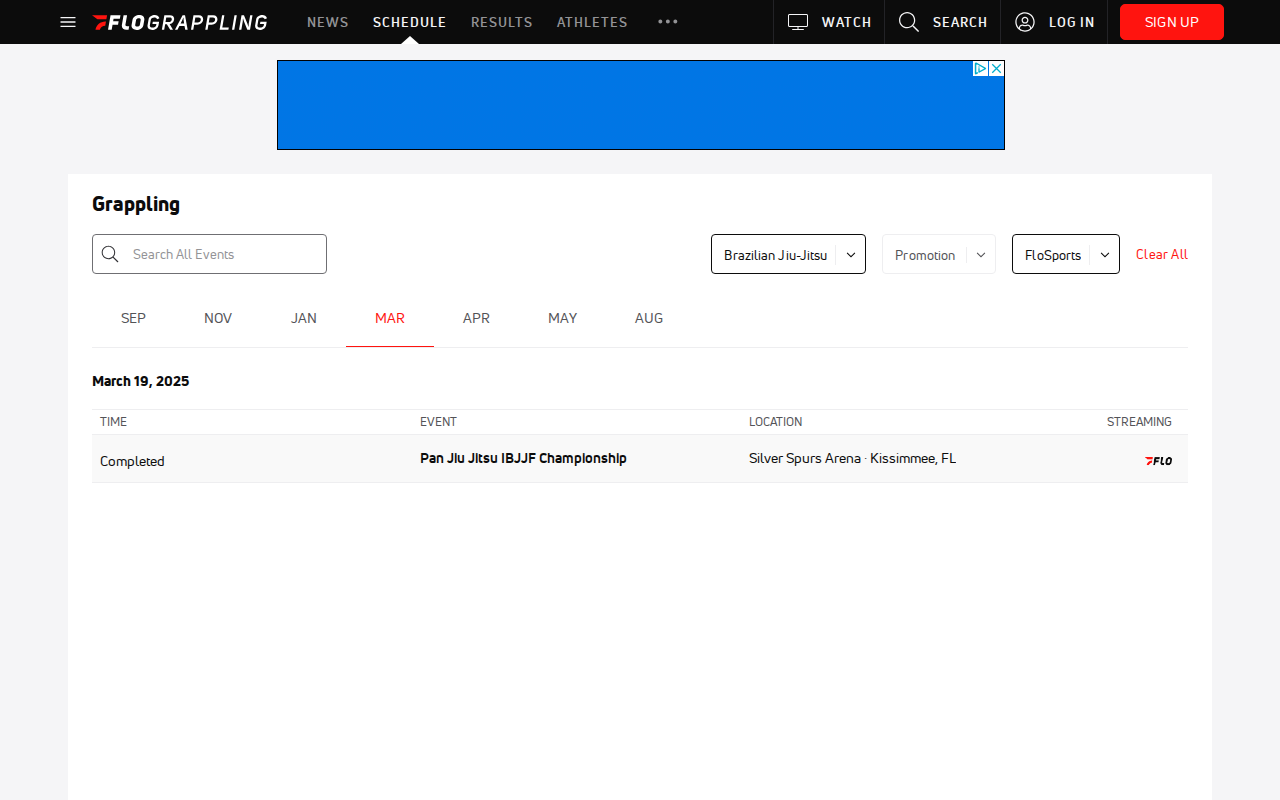 FLOGRAPPLING NEWS SCHEDULE RESULTS ATHLETES WATCH SEARCH LOG IN SIGN UP
Grappling
Search All Events Brazilian Jiu-Jitsu Promotion FloSports Clear All
SEP NOV JAN MAR APR MAY AUG
March 19, 2025
TIME EVENT LOCATION STREAMING
Completed Pan Jiu Jitsu IBJJF Championship Silver Spurs Arena · Kissimmee, FL FLO